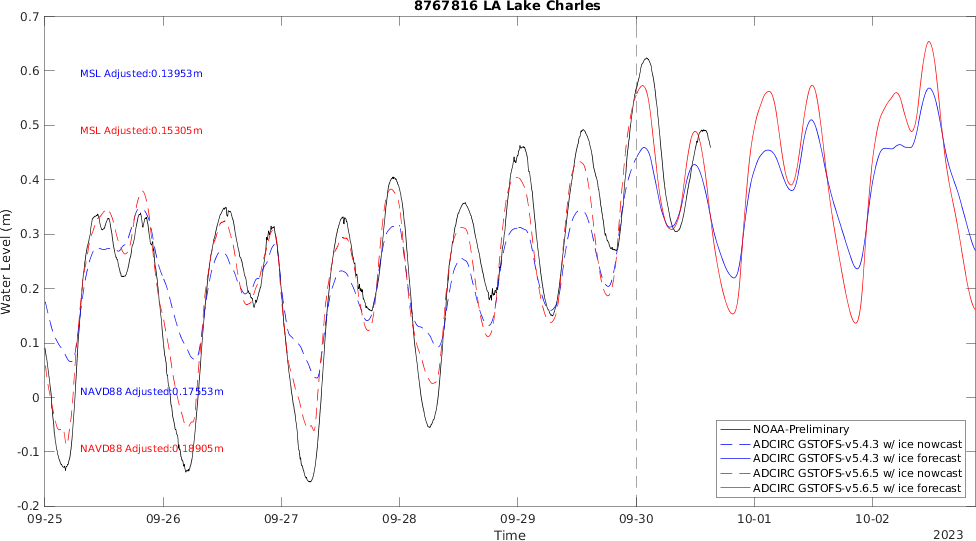 8767816 LA Lake Charles
0.7
0.6
0.5
0.4
0.3
0.2
0.1
0
-0.1
-0.2
Water Level (m)
MSL Adjusted:0.13953m
MSL Adjusted:0.15305m
NAVD88 Adjusted:0.17553m
NAVD88 Adjusted:0.18905m
NOAA-Preliminary
ADCIRC GSTOFS-v5.4.3 w/ ice nowcast
ADCIRC GSTOFS-v5.4.3 w/ ice forecast
ADCIRC GSTOFS-v5.6.5 w/ ice nowcast
ADCIRC GSTOFS-v5.6.5 w/ ice forecast
09-25 09-26 09-27 09-28 09-29 09-30 10-01 10-02
Time
2023